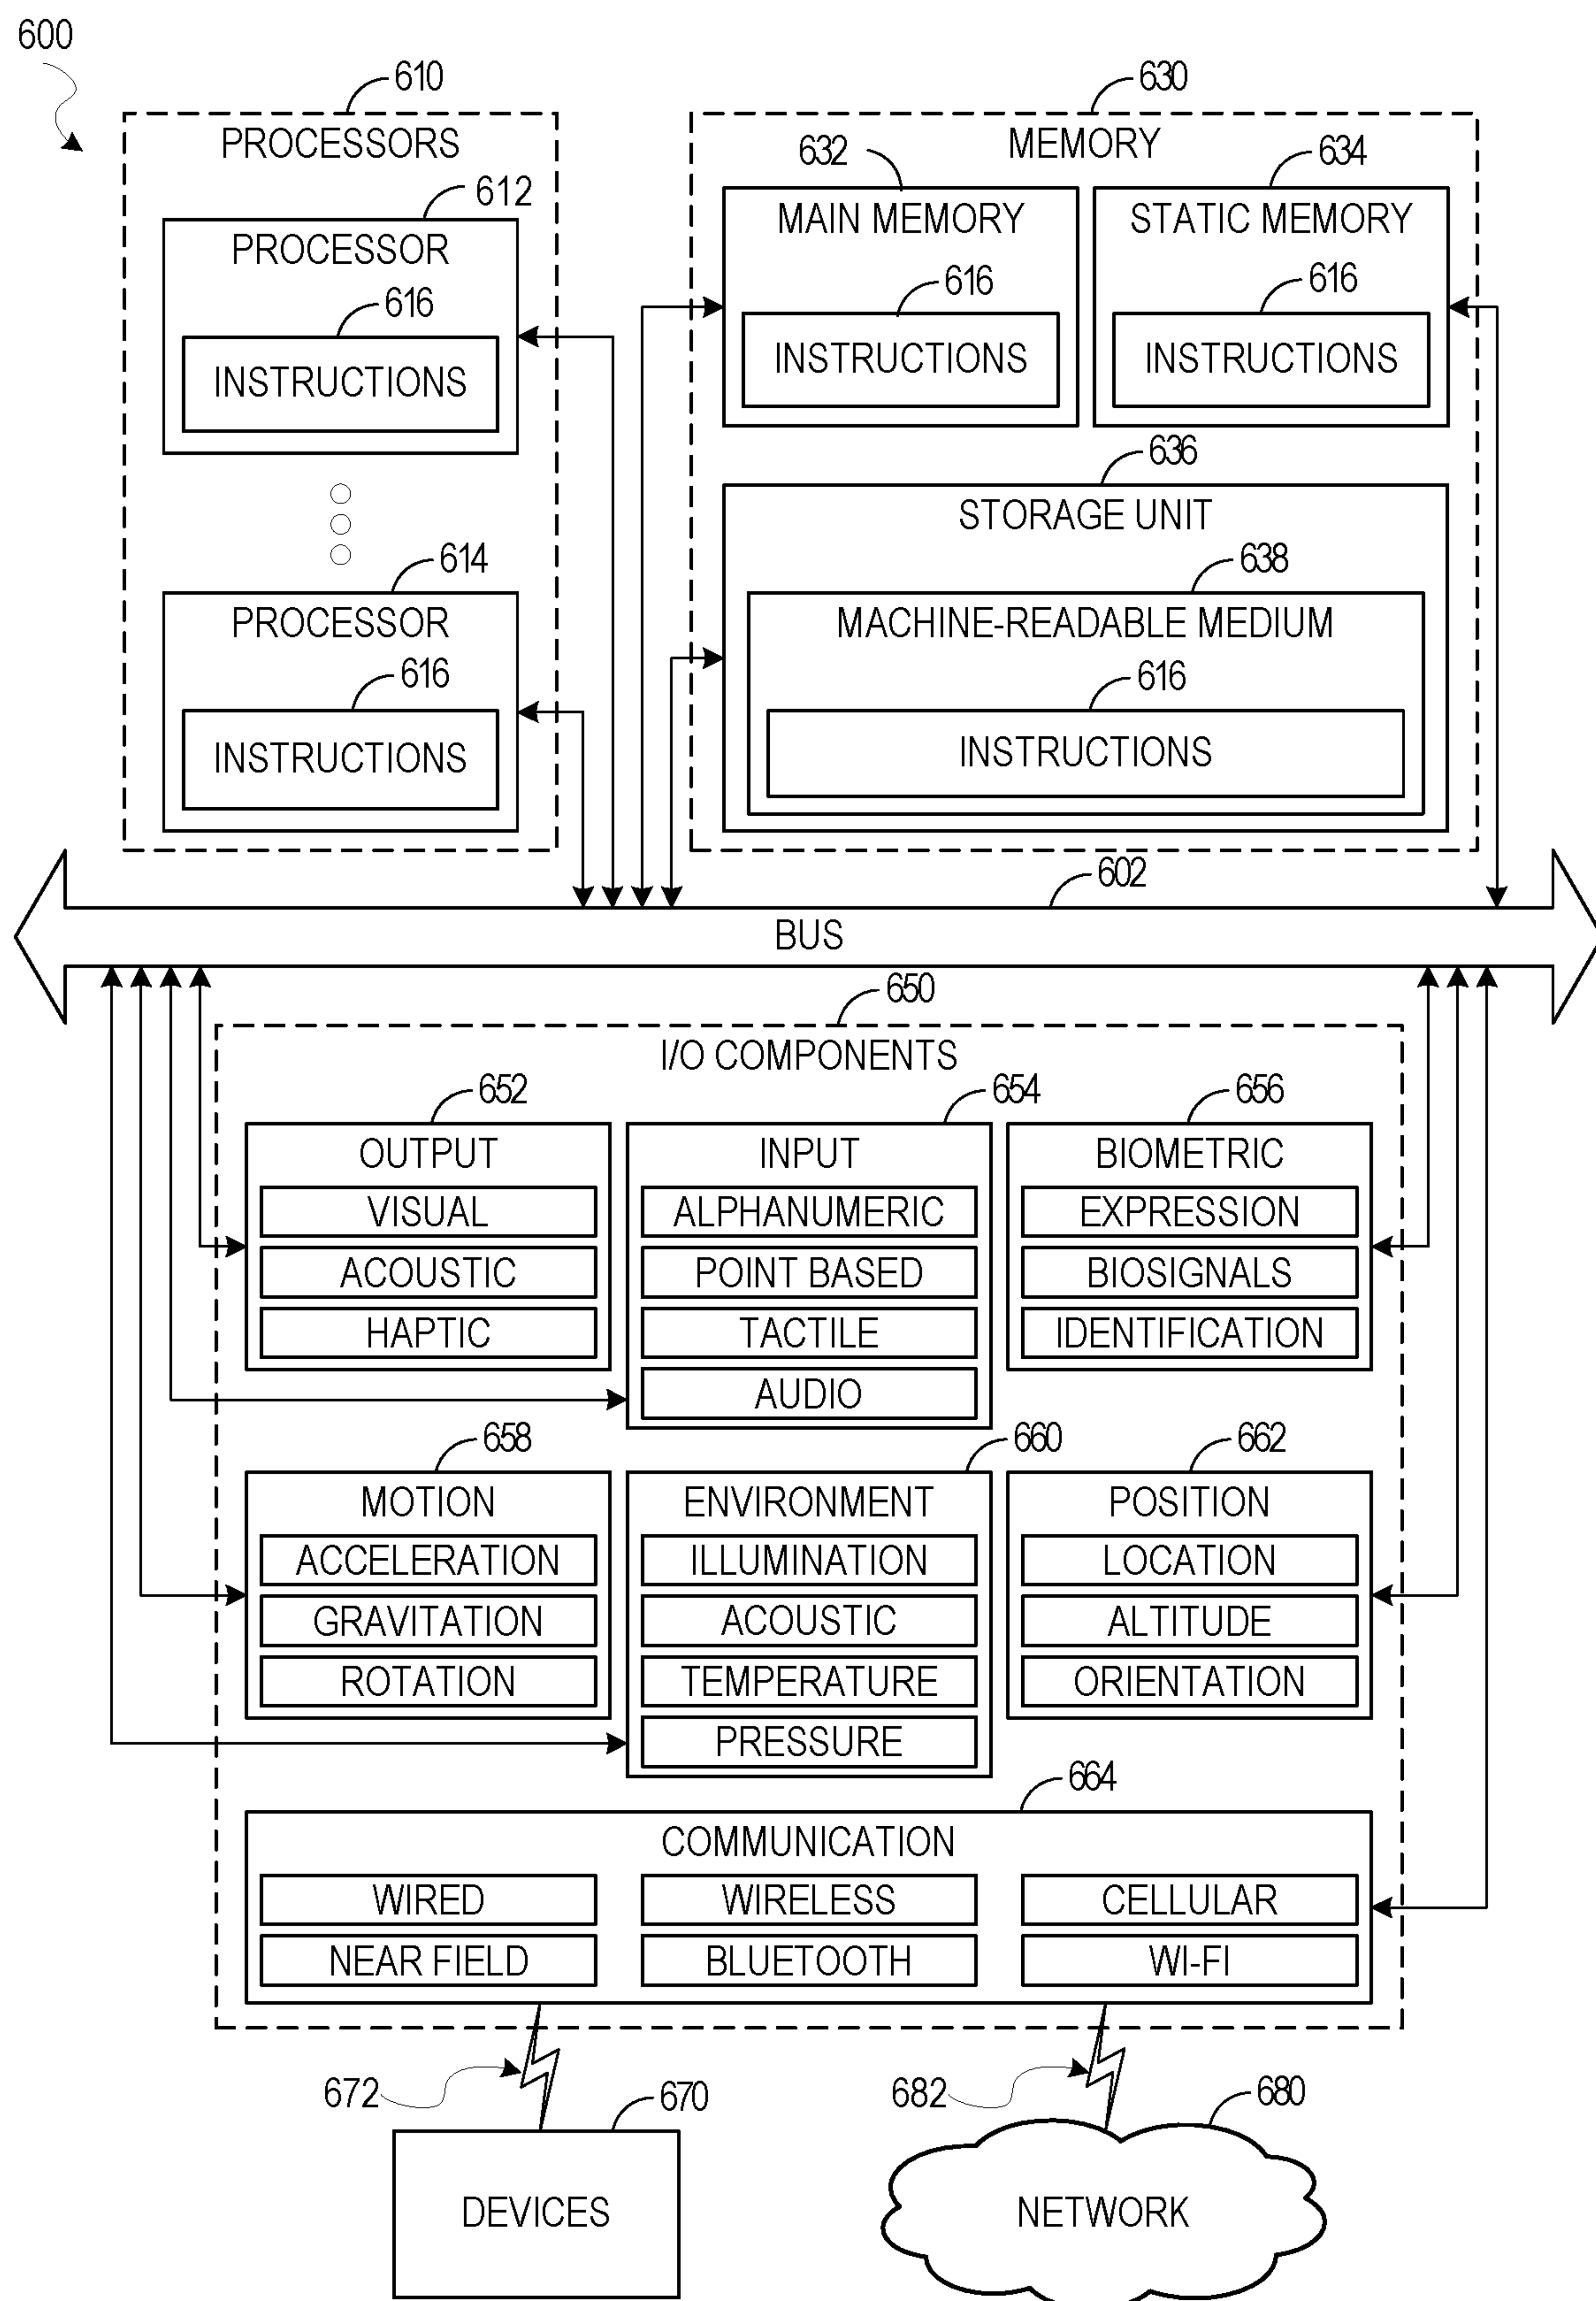 600
610
630
PROCESSORS
MEMORY
632
634
612
MAIN MEMORY
STATIC MEMORY
PROCESSOR
616
616
616
INSTRUCTIONS
INSTRUCTIONS
INSTRUCTIONS
636
STORAGE UNIT
614
638
PROCESSOR
MACHINE-READABLE MEDIUM
616
616
INSTRUCTIONS
INSTRUCTIONS
602
BUS
650
I/O COMPONENTS
652
654
656
OUTPUT
INPUT
BIOMETRIC
VISUAL
ALPHANUMERIC
EXPRESSION
ACOUSTIC
POINT BASED
BIOSIGNALS
HAPTIC
TACTILE
IDENTIFICATION
AUDIO
658
660
662
MOTION
ENVIRONMENT
POSITION
ACCELERATION
ILLUMINATION
LOCATION
GRAVITATION
ACOUSTIC
ALTITUDE
ROTATION
TEMPERATURE
ORIENTATION
PRESSURE
664
COMMUNICATION
WIRED
WIRELESS
CELLULAR
NEAR FIELD
BLUETOOTH
WI-FI
672
670
682
680
DEVICES
NETWORK